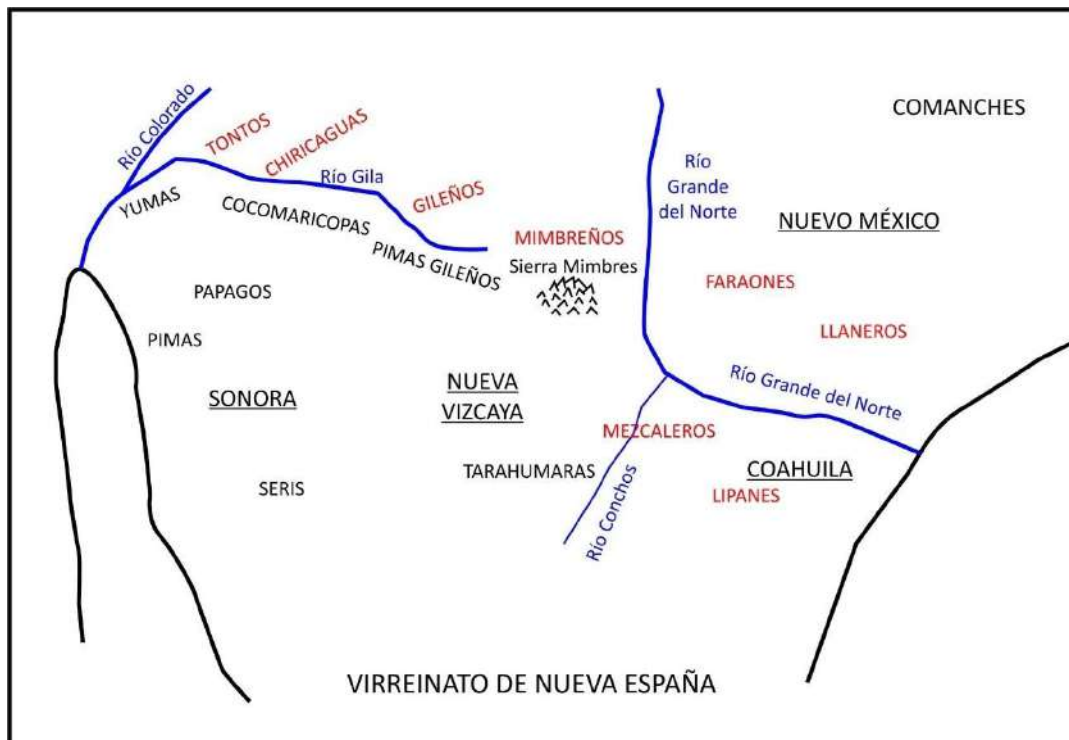 COMANCHES
Río Colorado
TONTOS
CHIRICAGUAS
Río Gila
Río
Grande
del Norte
YUMAS
COCOMARICOPAS
GILEÑOS
NUEVO MÉXICO
PIMAS GILEÑOS
MIMBREÑOS
Sierra Mimbres
FARAONES
PAPAGOS
PIMAS
LLANEROS
SONORA
NUEVA
VIZCAYA
Río Grande del Norte
MEZCALEROS
TARAHUMARAS
COAHUILA
SERIS
LIPANES
Río Conchos
VIRREINATO DE NUEVA ESPAÑA